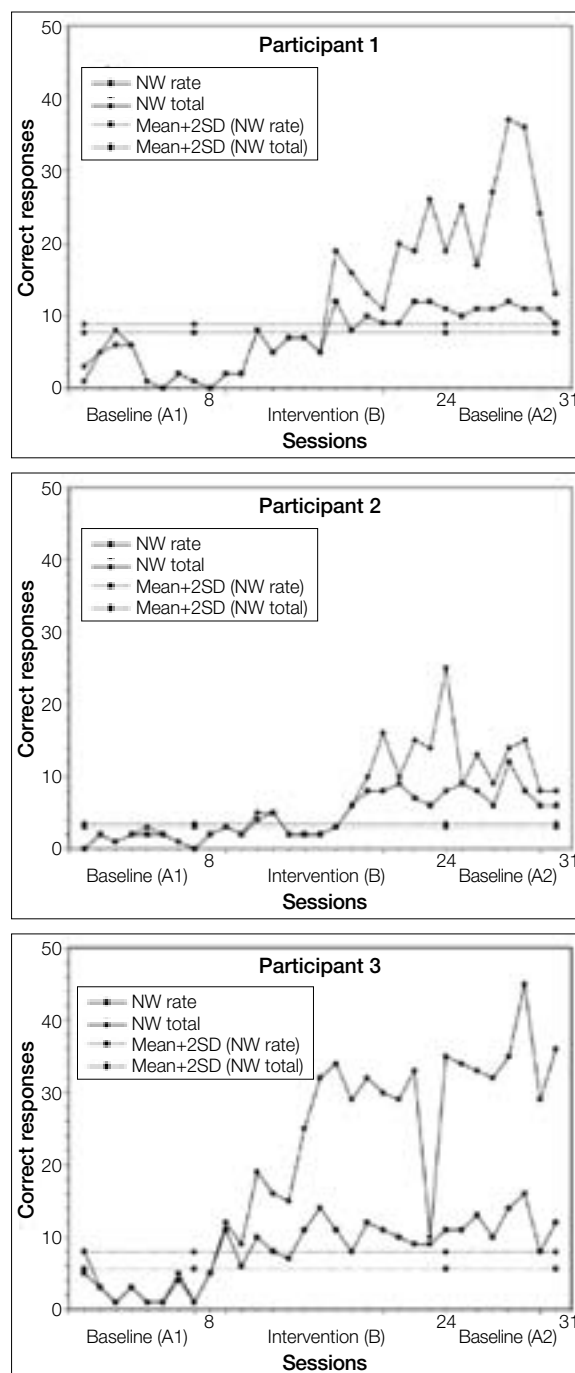 Participant 1
50
40
30
20
10
0
Correct responses
NW rate
NW total
Mean+2SD (NW rate)
Mean+2SD (NW total)
8 24 31
Baseline (A1) Intervention (B) Baseline (A2)
Sessions
Participant 2
50
40
30
20
10
0
Correct responses
NW rate
NW total
Mean+2SD (NW rate)
Mean+2SD (NW total)
8 24 31
Baseline (A1) Intervention (B) Baseline (A2)
Sessions
Participant 3
50
40
30
20
10
0
Correct responses
NW rate
NW total
Mean+2SD (NW rate)
Mean+2SD (NW total)
8 24 31
Baseline (A1) Intervention (B) Baseline (A2)
Sessions